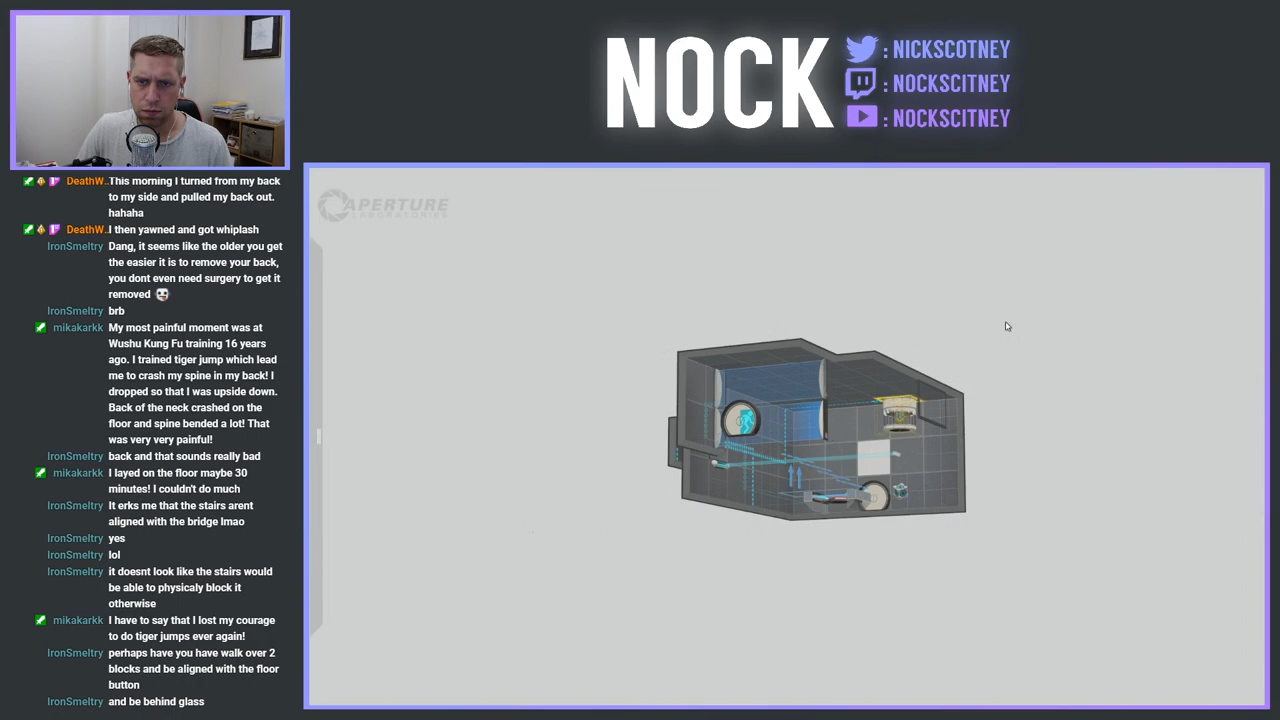 NOCK
: NICKSCOTNEY
: NOCKSCITNEY
: NOCKSCITNEY
DeathW..This morning I turned from my back
to my side and pulled my back out.
hahaha
DeathW..I then yawned and got whiplash
IronSmeltry Dang, it seems like the older you get
the easier it is to remove your back,
you dont even need surgery to get it
removed
IronSmeltry brb
mikakarkk My most painful moment was at
Wushu Kung Fu training 16 years
ago. I trained tiger jump which lead
me to crash my spine in my back! I
dropped so that I was upside down.
Back of the neck crashed on the
floor and spine bended a lot! That
was very very painful!
IronSmeltry back and that sounds really bad
mikakarkk I layed on the floor maybe 30
minutes! I couldn't do much
IronSmeltry It erks me that the stairs arent
aligned with the bridge lmao
IronSmeltry yes
IronSmeltry lol
IronSmeltry it doesnt look like the stairs would
be able to physicaly block it
otherwise
mikakarkk I have to say that I lost my courage
to do tiger jumps ever again!
IronSmeltry perhaps have you have walk over 2
blocks and be aligned with the floor
button
IronSmeltry and be behind glass
APERTURE
LABORATORIES